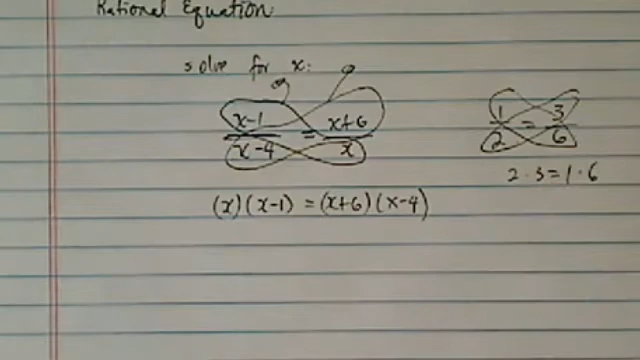 Rational Equation
solve for x:
x-1 / x-4 = x+6 / x
1/2 = 3/6
2 · 3 = 1 · 6
(x)(x-1) = (x+6)(x-4)